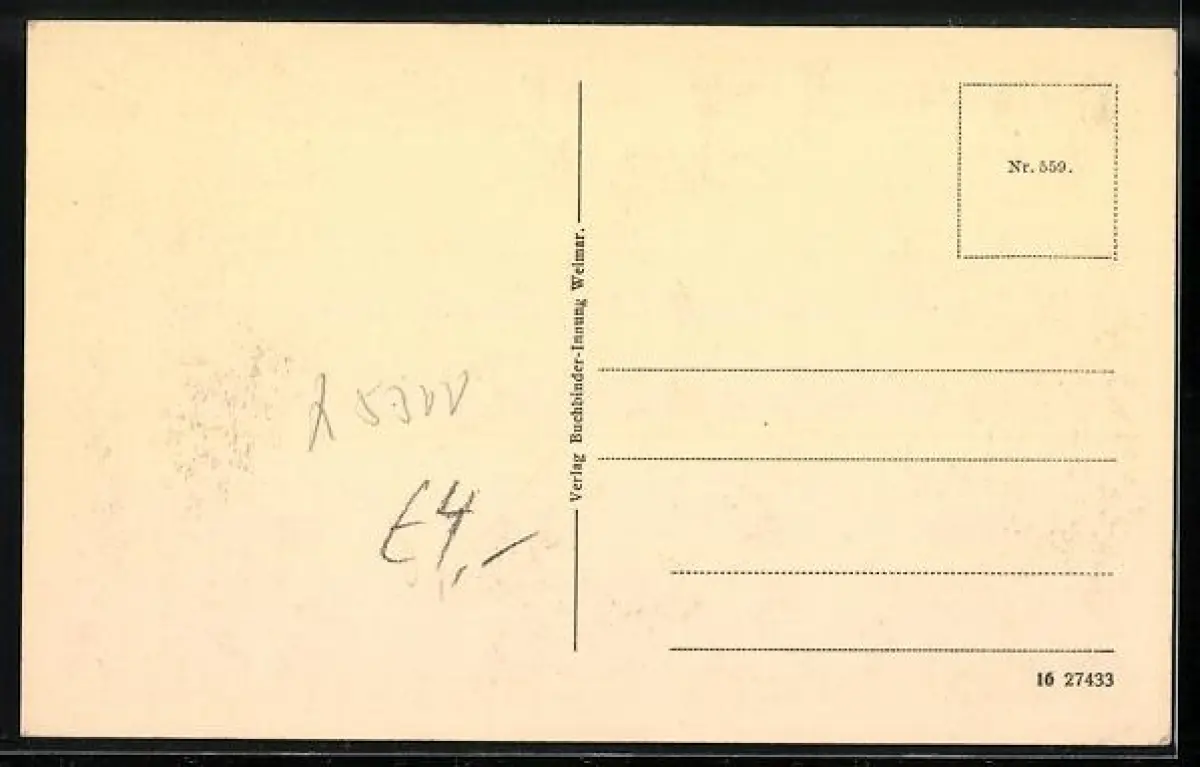 Nr. 559.
Verlag Buchbinder-Innung Weimar.
€4,-
16 27433